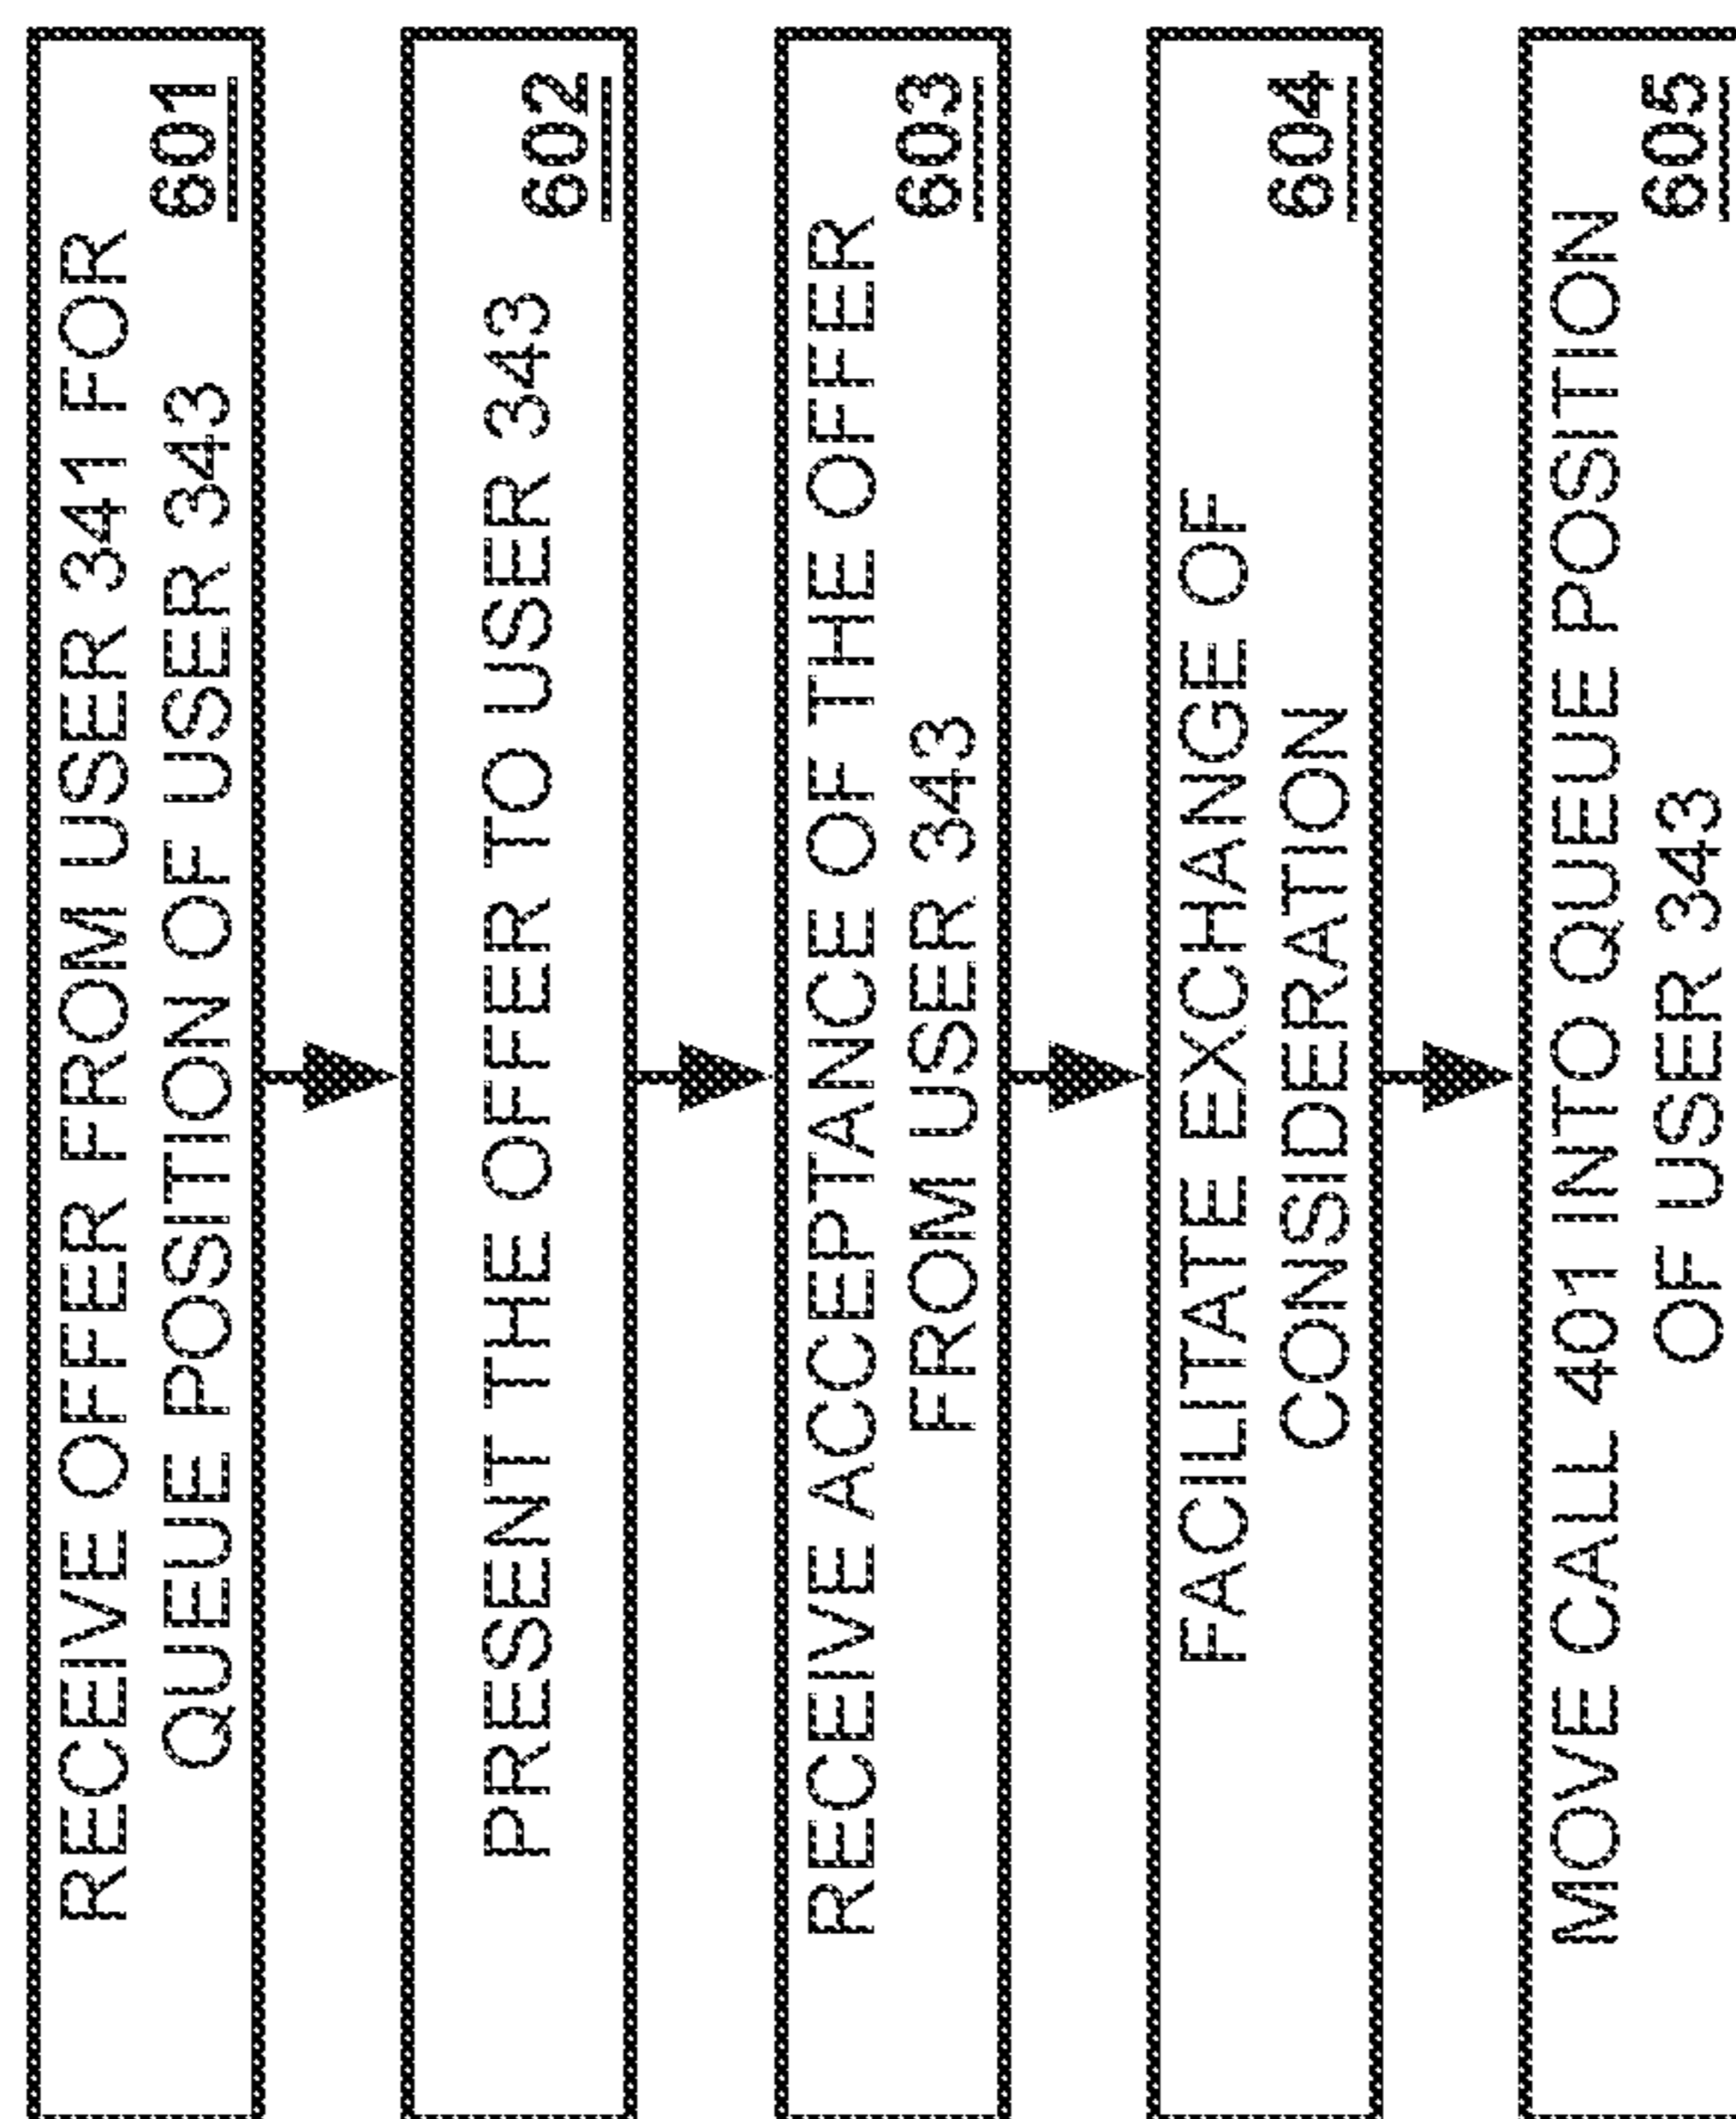 RECEIVE OFFER FROM USER 341 FOR
QUEUE POSITION OF USER 343
601
PRESENT THE OFFER TO USER 343
602
RECEIVE ACCEPTANCE OF THE OFFER
FROM USER 343
603
FACILITATE EXCHANGE OF
CONSIDERATION
604
MOVE CALL 401 INTO QUEUE POSITION
OF USER 343
605